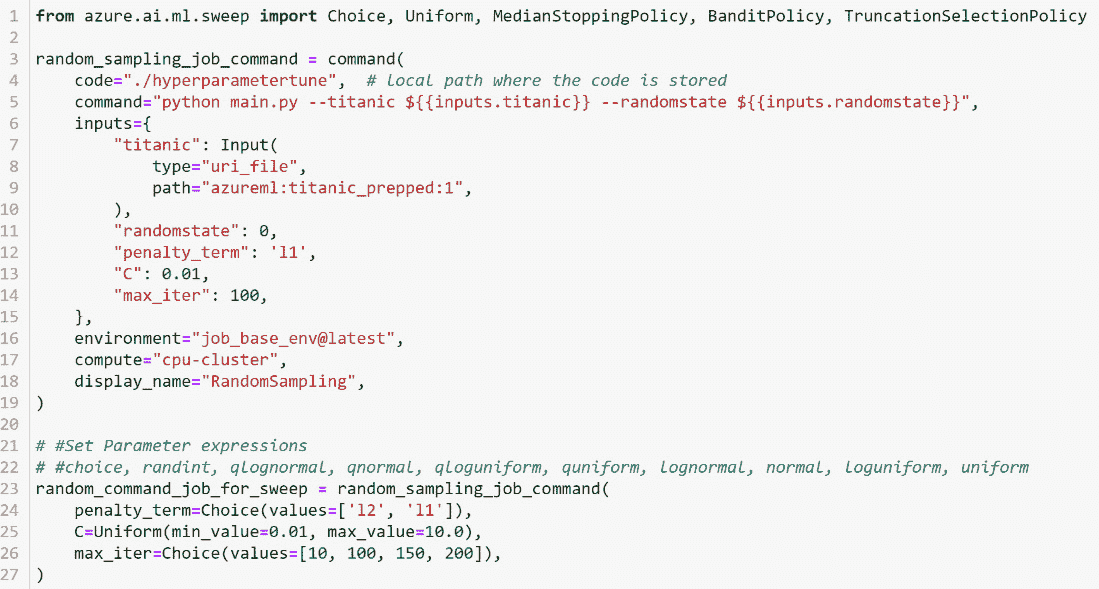 1 from azure.ai.ml.sweep import Choice, Uniform, MedianStoppingPolicy, BanditPolicy, TruncationSelectionPolicy
2
3 random_sampling_job_command = command(
4     code="./hyperparametertune",  # Local path where the code is stored
5     command="python main.py --titanic ${{inputs.titanic}} --randomstate ${{inputs.randomstate}}",
6     inputs={
7         "titanic": Input(
8             type="uri_file",
9             path="azureml:titanic_prepped:1",
10         ),
11         "randomstate": 0,
12         "penalty_term": 'l1',
13         "C": 0.01,
14         "max_iter": 100,
15     },
16     environment="job_base_env@latest",
17     compute="cpu-cluster",
18     display_name="RandomSampling",
19 )
20
21 # #Set Parameter expressions
22 # #choice, randint, qlognormal, qnormal, qloguniform, quniform, lognormal, normal, loguniform, uniform
23 random_command_job_for_sweep = random_sampling_job_command(
24     penalty_term=Choice(values=['l2', 'l1']),
25     C=Uniform(min_value=0.01, max_value=10.0),
26     max_iter=Choice(values=[10, 100, 150, 200]),
27 )